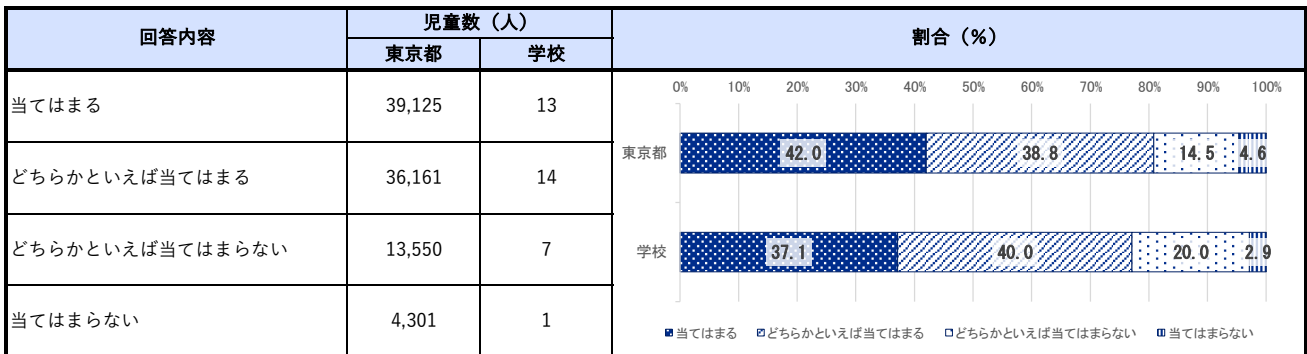 回答内容
児童数（人）
割合（％）
東京都
学校
当てはまる
39,125
13
どちらかといえば当てはまる
36,161
14
どちらかといえば当てはまらない
13,550
7
当てはまらない
4,301
1
0% 10% 20% 30% 40% 50% 60% 70% 80% 90% 100%
東京都 42.0 38.8 14.5 4.6
学校 37.1 40.0 20.0 2.9
当てはまる どちらかといえば当てはまる どちらかといえば当てはまらない 当てはまらない